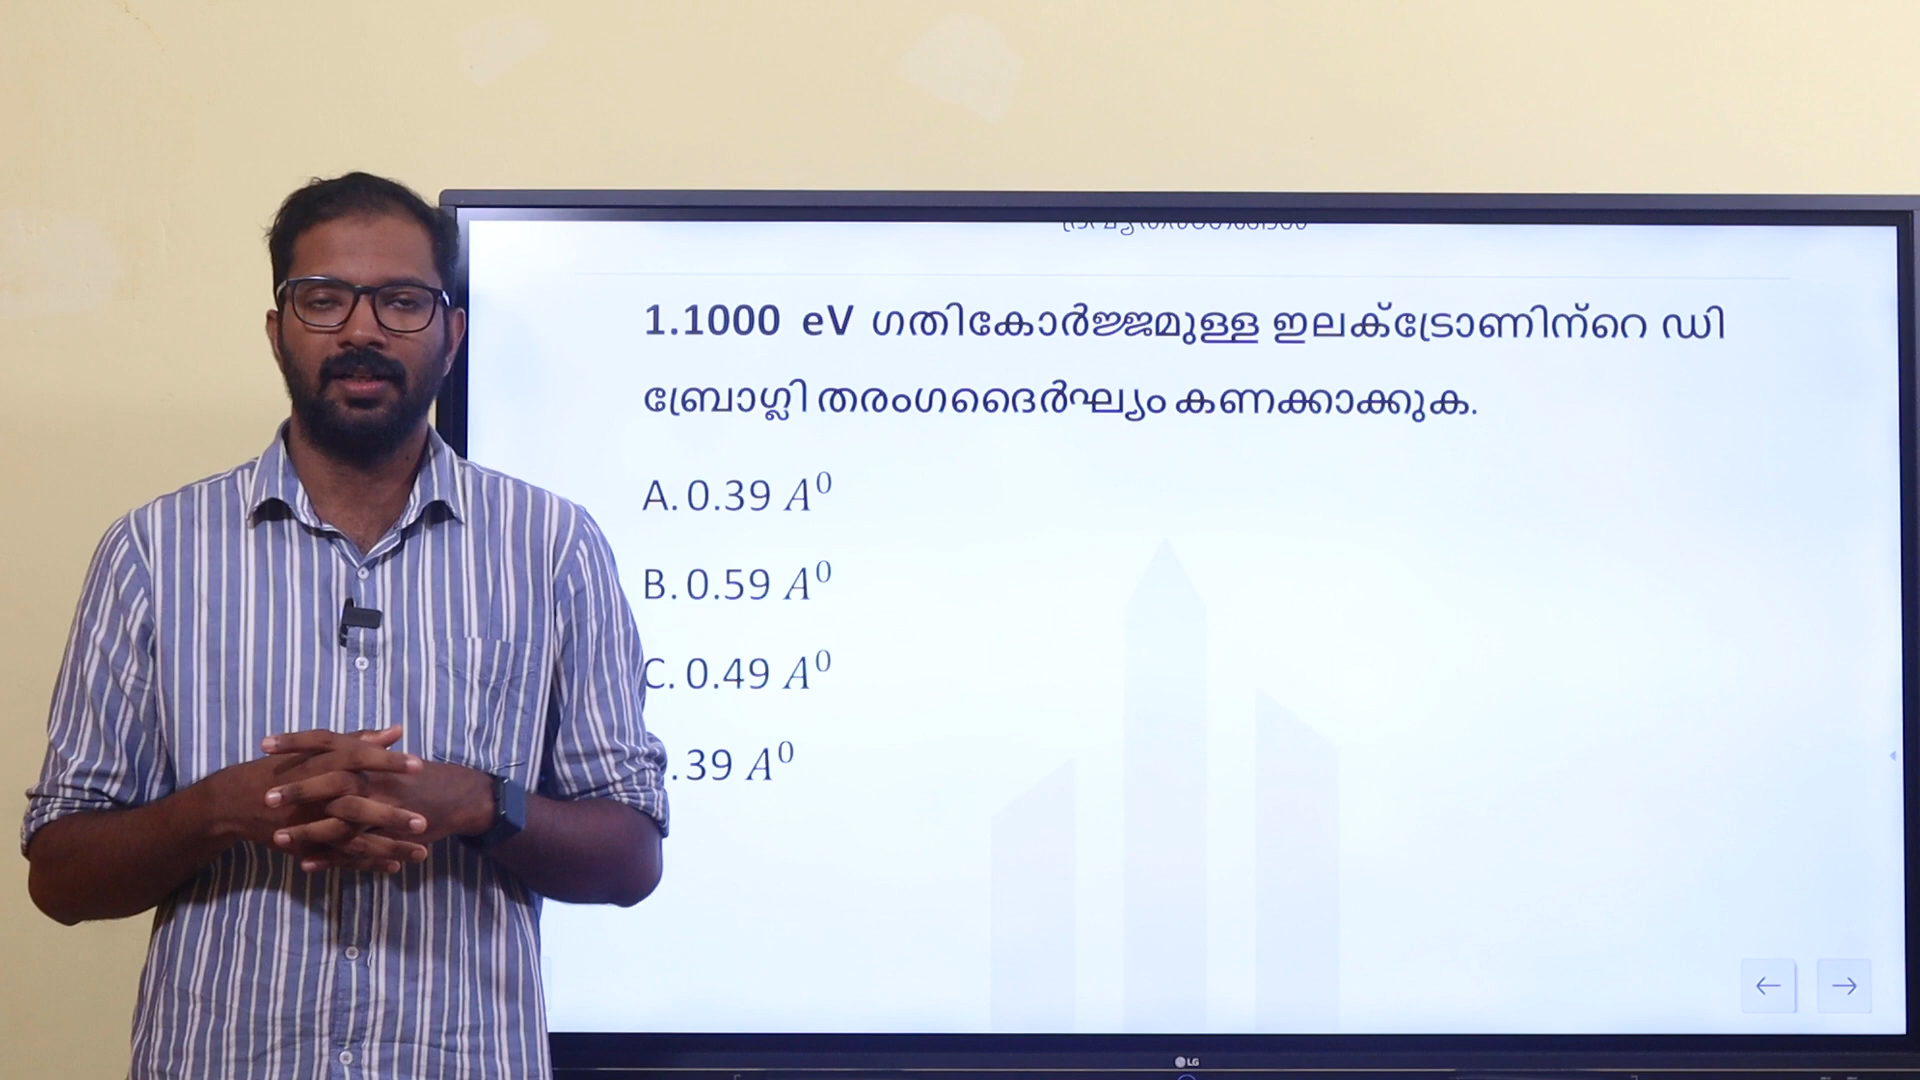 1.1000 eV ഗതികോർജ്ജമുള്ള ഇലക്ട്രോണിന്റെ ഡി
ബ്രോഗ്ലി തരംഗദൈർഘ്യം കണക്കാക്കുക.
A. 0.39 A⁰
B. 0.59 A⁰
C. 0.49 A⁰
. 39 A⁰
LG